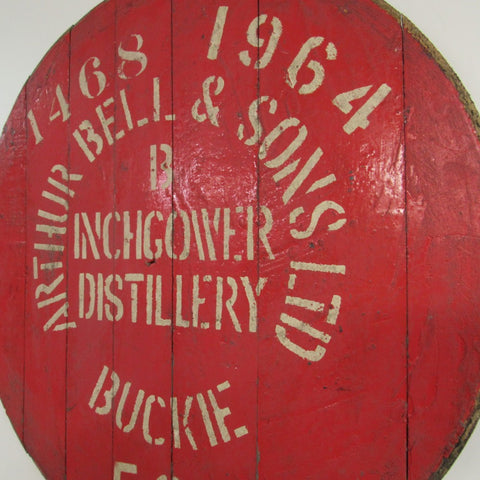 1468 1964
ARTHUR BELL & SONS LTD
B
INCHGOWER
DISTILLERY
BUCKIE